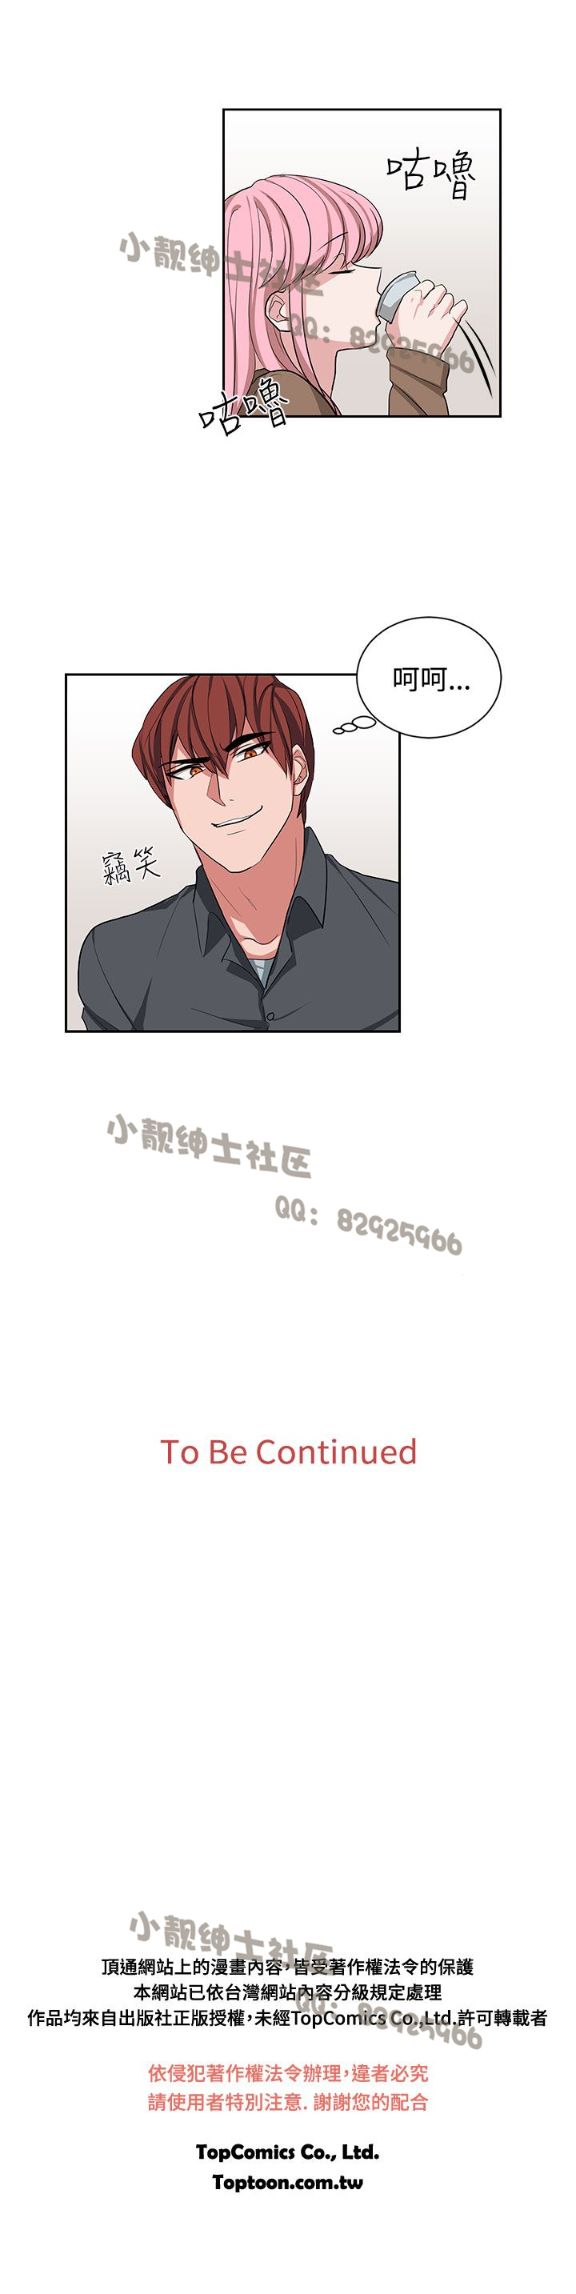 咕嚕
小靓绅士社区
QQ: 82925966
咕嚕
呵呵...
竊笑
小靓绅士社区
QQ: 82925966
To Be Continued
小靓绅士社区
頂通網站上的漫畫內容,皆受著作權法令的保護
本網站已依台灣網站內容分級規定處理
QQ: 82925966
作品均來自出版社正版授權,未經TopComics Co.,Ltd.許可轉載者
依侵犯著作權法令辦理,違者必究
請使用者特別注意. 謝謝您的配合
TopComics Co., Ltd.
Toptoon.com.tw